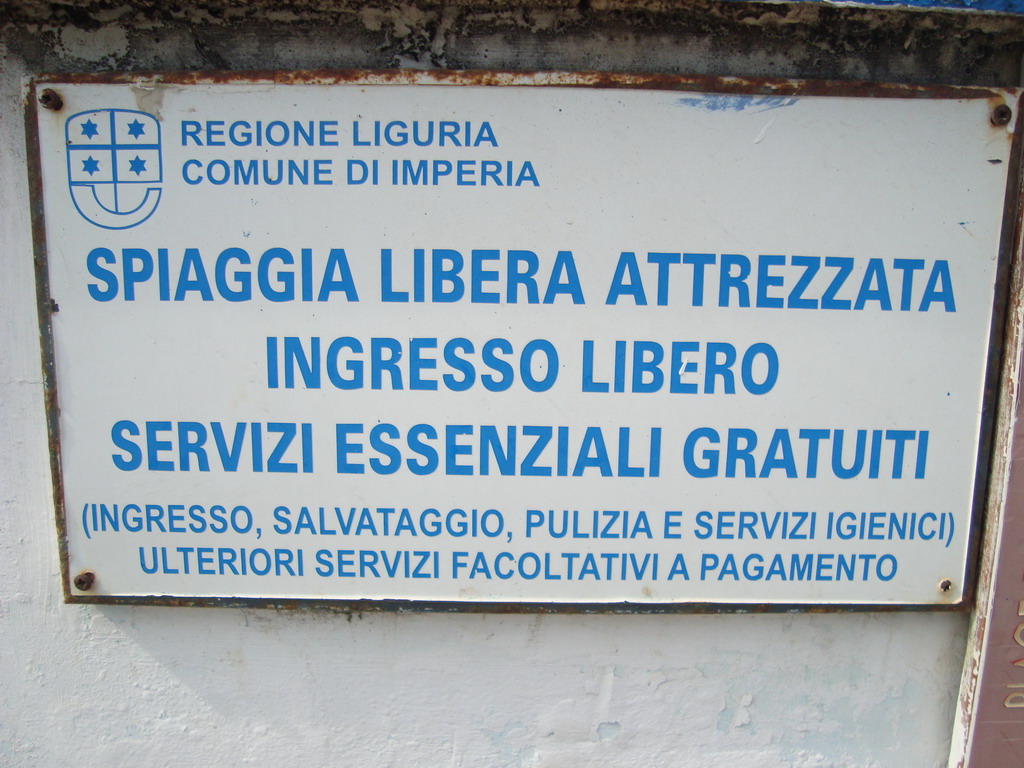 REGIONE LIGURIA
COMUNE DI IMPERIA
SPIAGGIA LIBERA ATTREZZATA
INGRESSO LIBERO
SERVIZI ESSENZIALI GRATUITI
(INGRESSO, SALVATAGGIO, PULIZIA E SERVIZI IGIENICI)
ULTERIORI SERVIZI FACOLTATIVI A PAGAMENTO